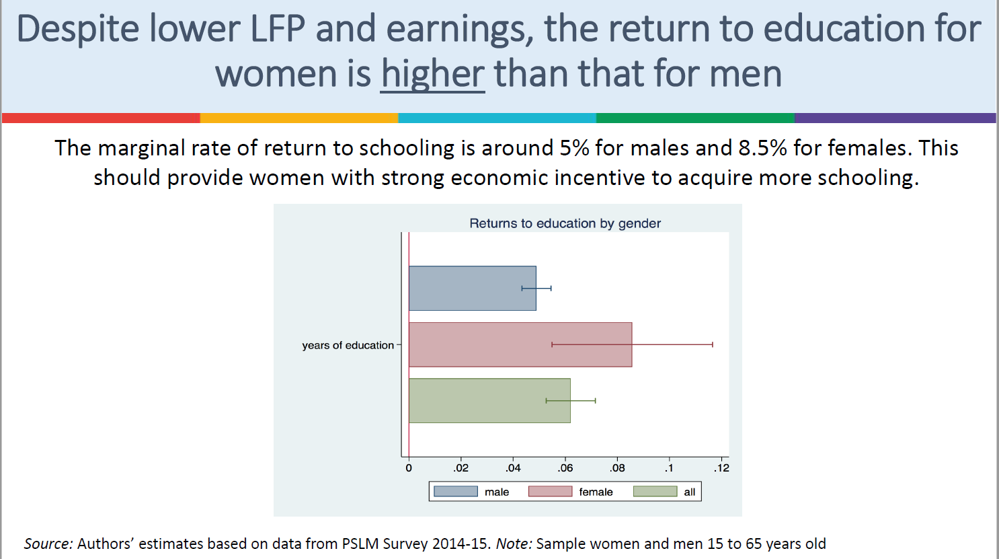 Despite lower LFP and earnings, the return to education for
women is higher than that for men
The marginal rate of return to schooling is around 5% for males and 8.5% for females. This
should provide women with strong economic incentive to acquire more schooling.
Returns to education by gender
years of education
0 .02 .04 .06 .08 .1 .12
male female all
Source: Authors’ estimates based on data from PSLM Survey 2014-15. Note: Sample women and men 15 to 65 years old